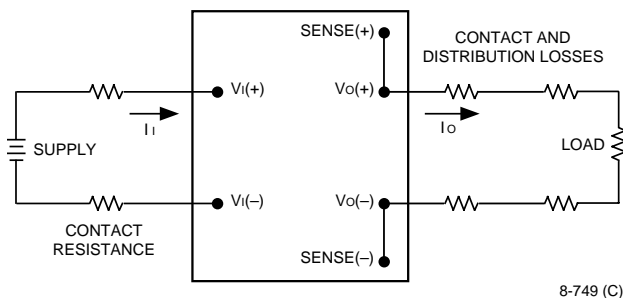 SENSE(+)
CONTACT AND
DISTRIBUTION LOSSES
VI(+)
VO(+)
II
IO
SUPPLY
LOAD
VI(–)
VO(–)
CONTACT
RESISTANCE
SENSE(–)
8-749 (C)